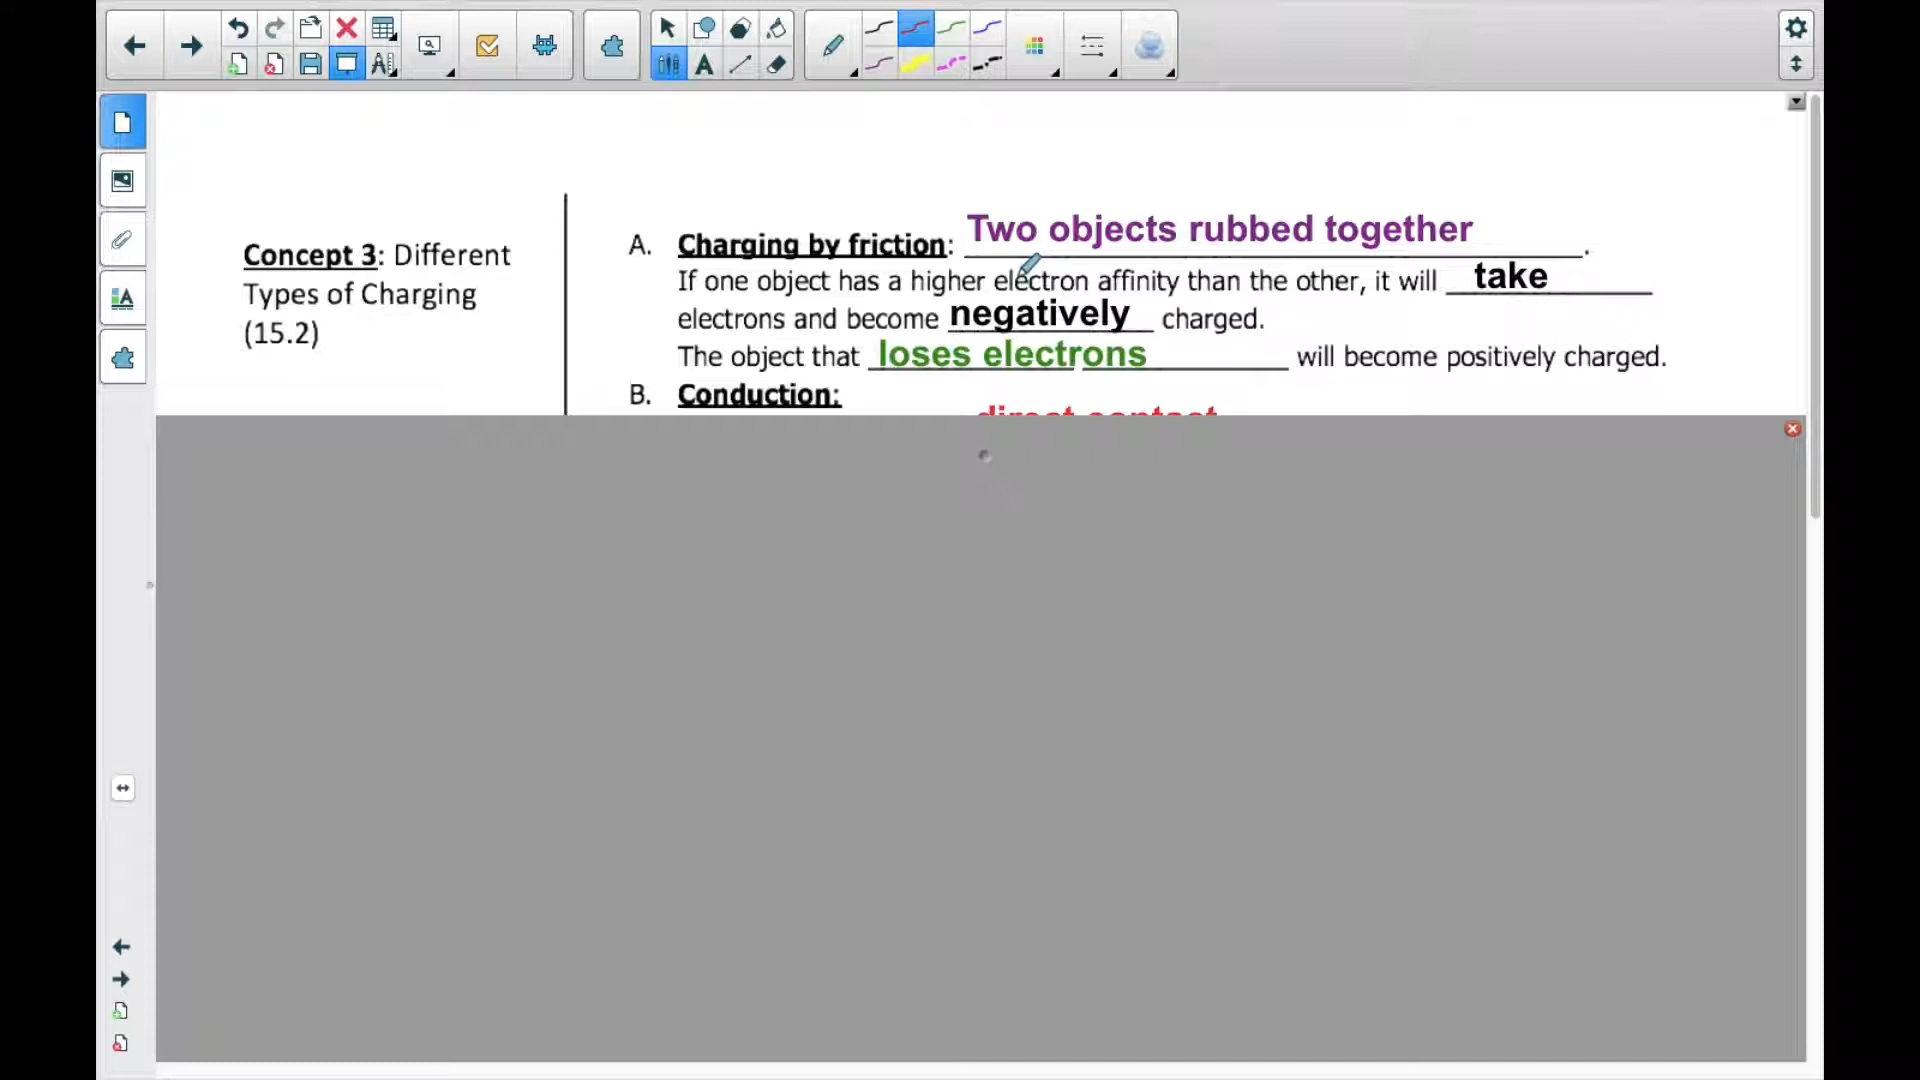 Concept 3: Different
Types of Charging
(15.2)
A. Charging by friction: Two objects rubbed together.
If one object has a higher electron affinity than the other, it will take
electrons and become negatively charged.
The object that loses electrons will become positively charged.
B. Conduction:
direct contact